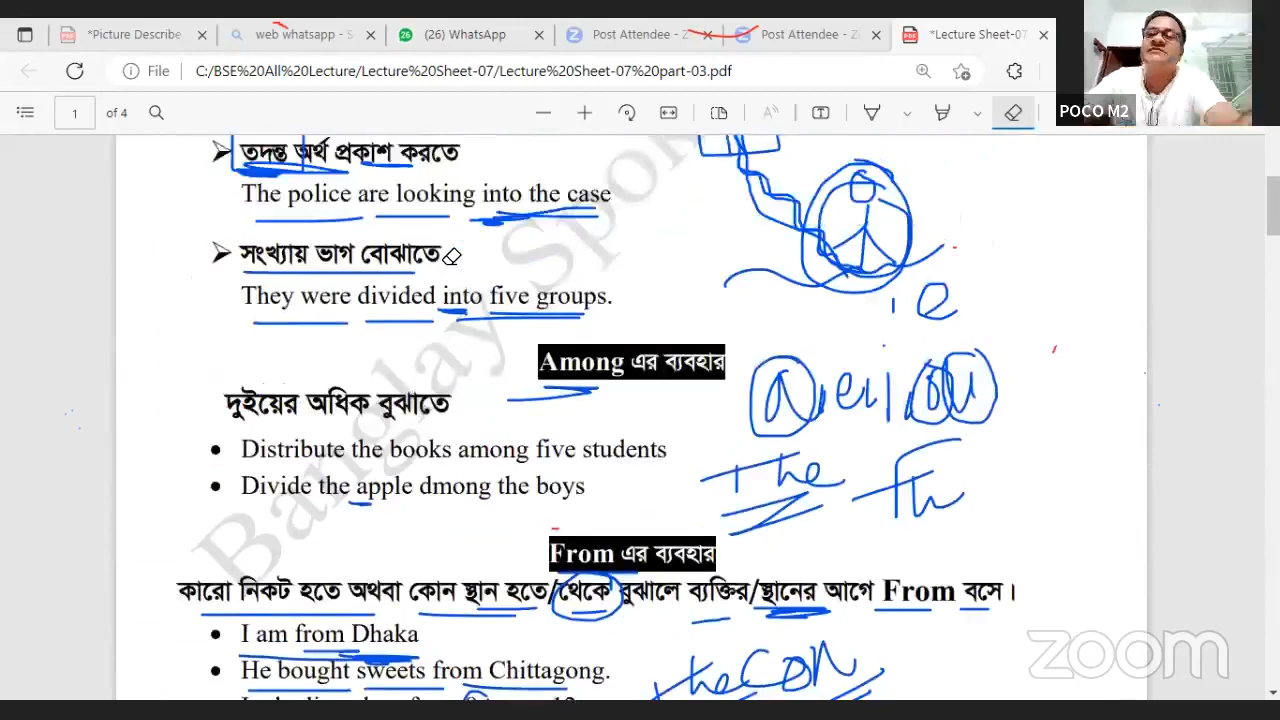 *Picture Describe
web whatsapp - S
(26) WhatsApp
Post Attendee - Z
Post Attendee - Z
*Lecture Sheet-07
File
C:/BSE%20All%20Lecture/Lecture%20Sheet-07/Lecture%20Sheet-07%20part-03.pdf
1 of 4
POCO M2
তদন্ত অর্থ প্রকাশ করতে
The police are looking into the case
সংখ্যায় ভাগ বোঝাতে
They were divided into five groups.
i e
Among এর ব্যবহার
দুইয়ের অধিক বুঝাতে
a, e, i, o u
Distribute the books among five students
the
Divide the apple dmong the boys
From এর ব্যবহার
কারো নিকট হতে অথবা কোন স্থান হতে/থেকে বুঝালে ব্যক্তির/স্থানের আগে From বসে।
I am from Dhaka
He bought sweets from Chittagong.
the
zoom